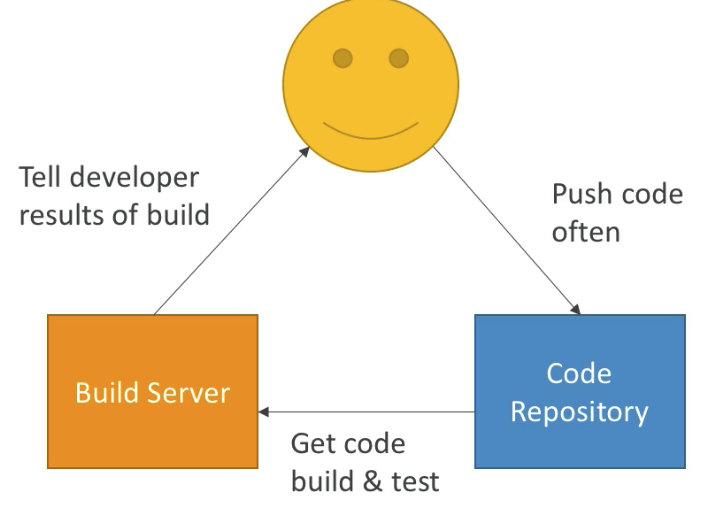 Tell developer
results of build
Push code
often
Build Server
Code
Repository
Get code
build & test